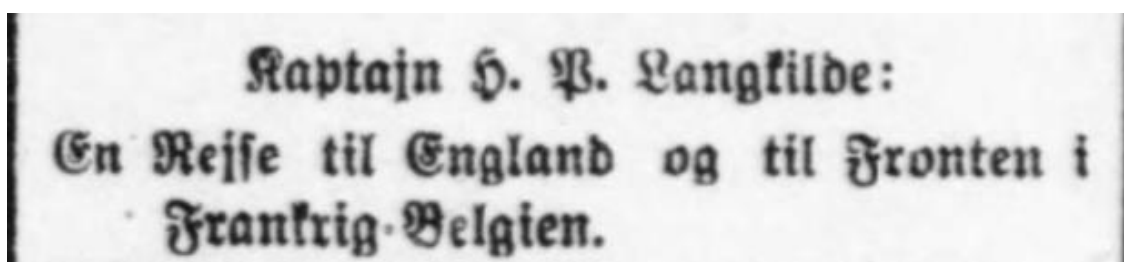 Kaptajn H. P. Langkilde:
En Rejse til England og til Fronten i
Frankrig-Belgien.